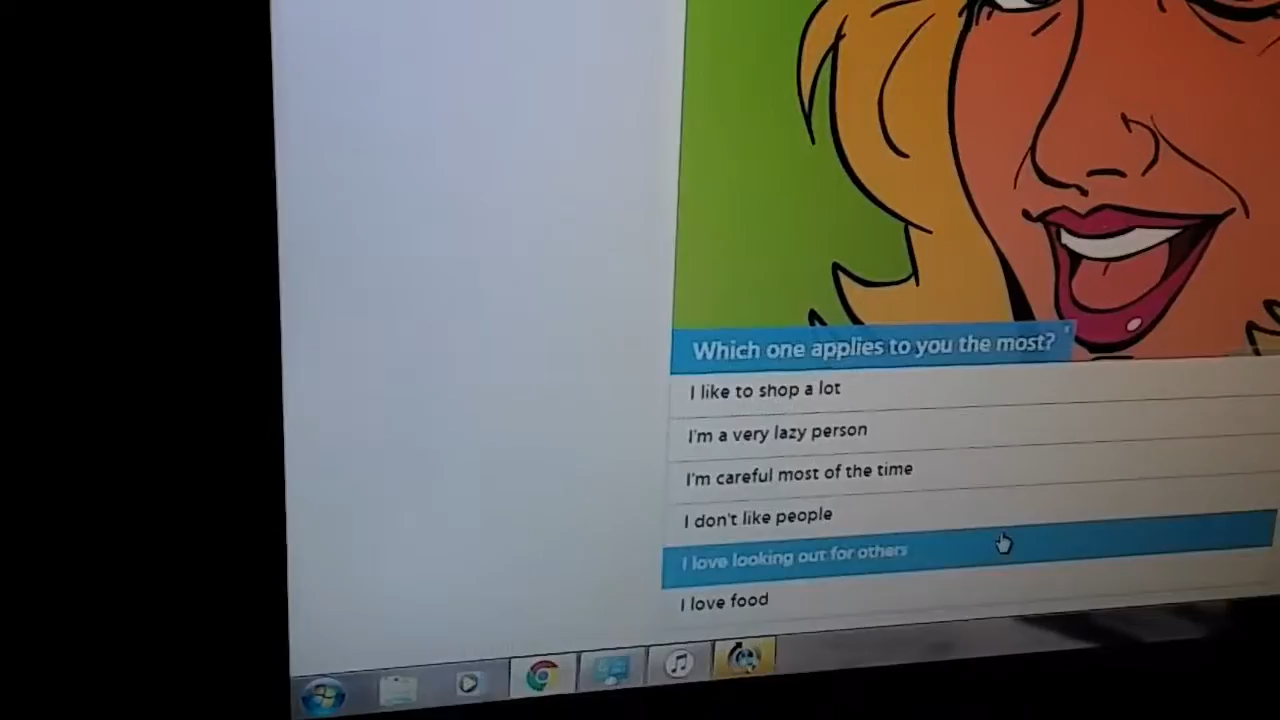 Which one applies to you the most?
I like to shop a lot
I'm a very lazy person
I'm careful most of the time
I don't like people
I love looking out for others
I love food